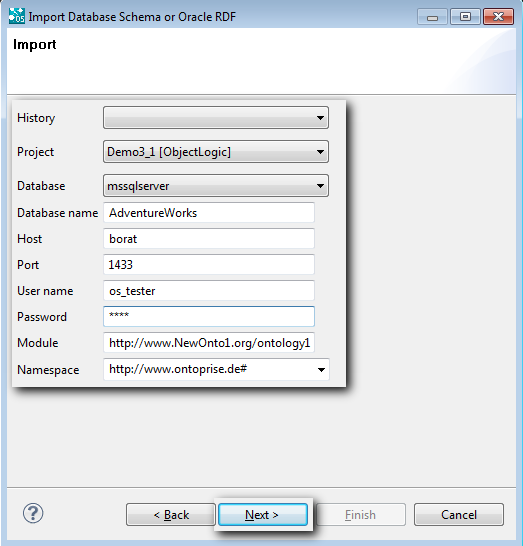 OS Import Database Schema or Oracle RDF
Import
History
Project Demo3_1 [ObjectLogic]
Database mssqlserver
Database name AdventureWorks
Host borat
Port 1433
User name os_tester
Password ****
Module http://www.NewOnto1.org/ontology1
Namespace http://www.ontoprise.de#
? < Back Next > Finish Cancel